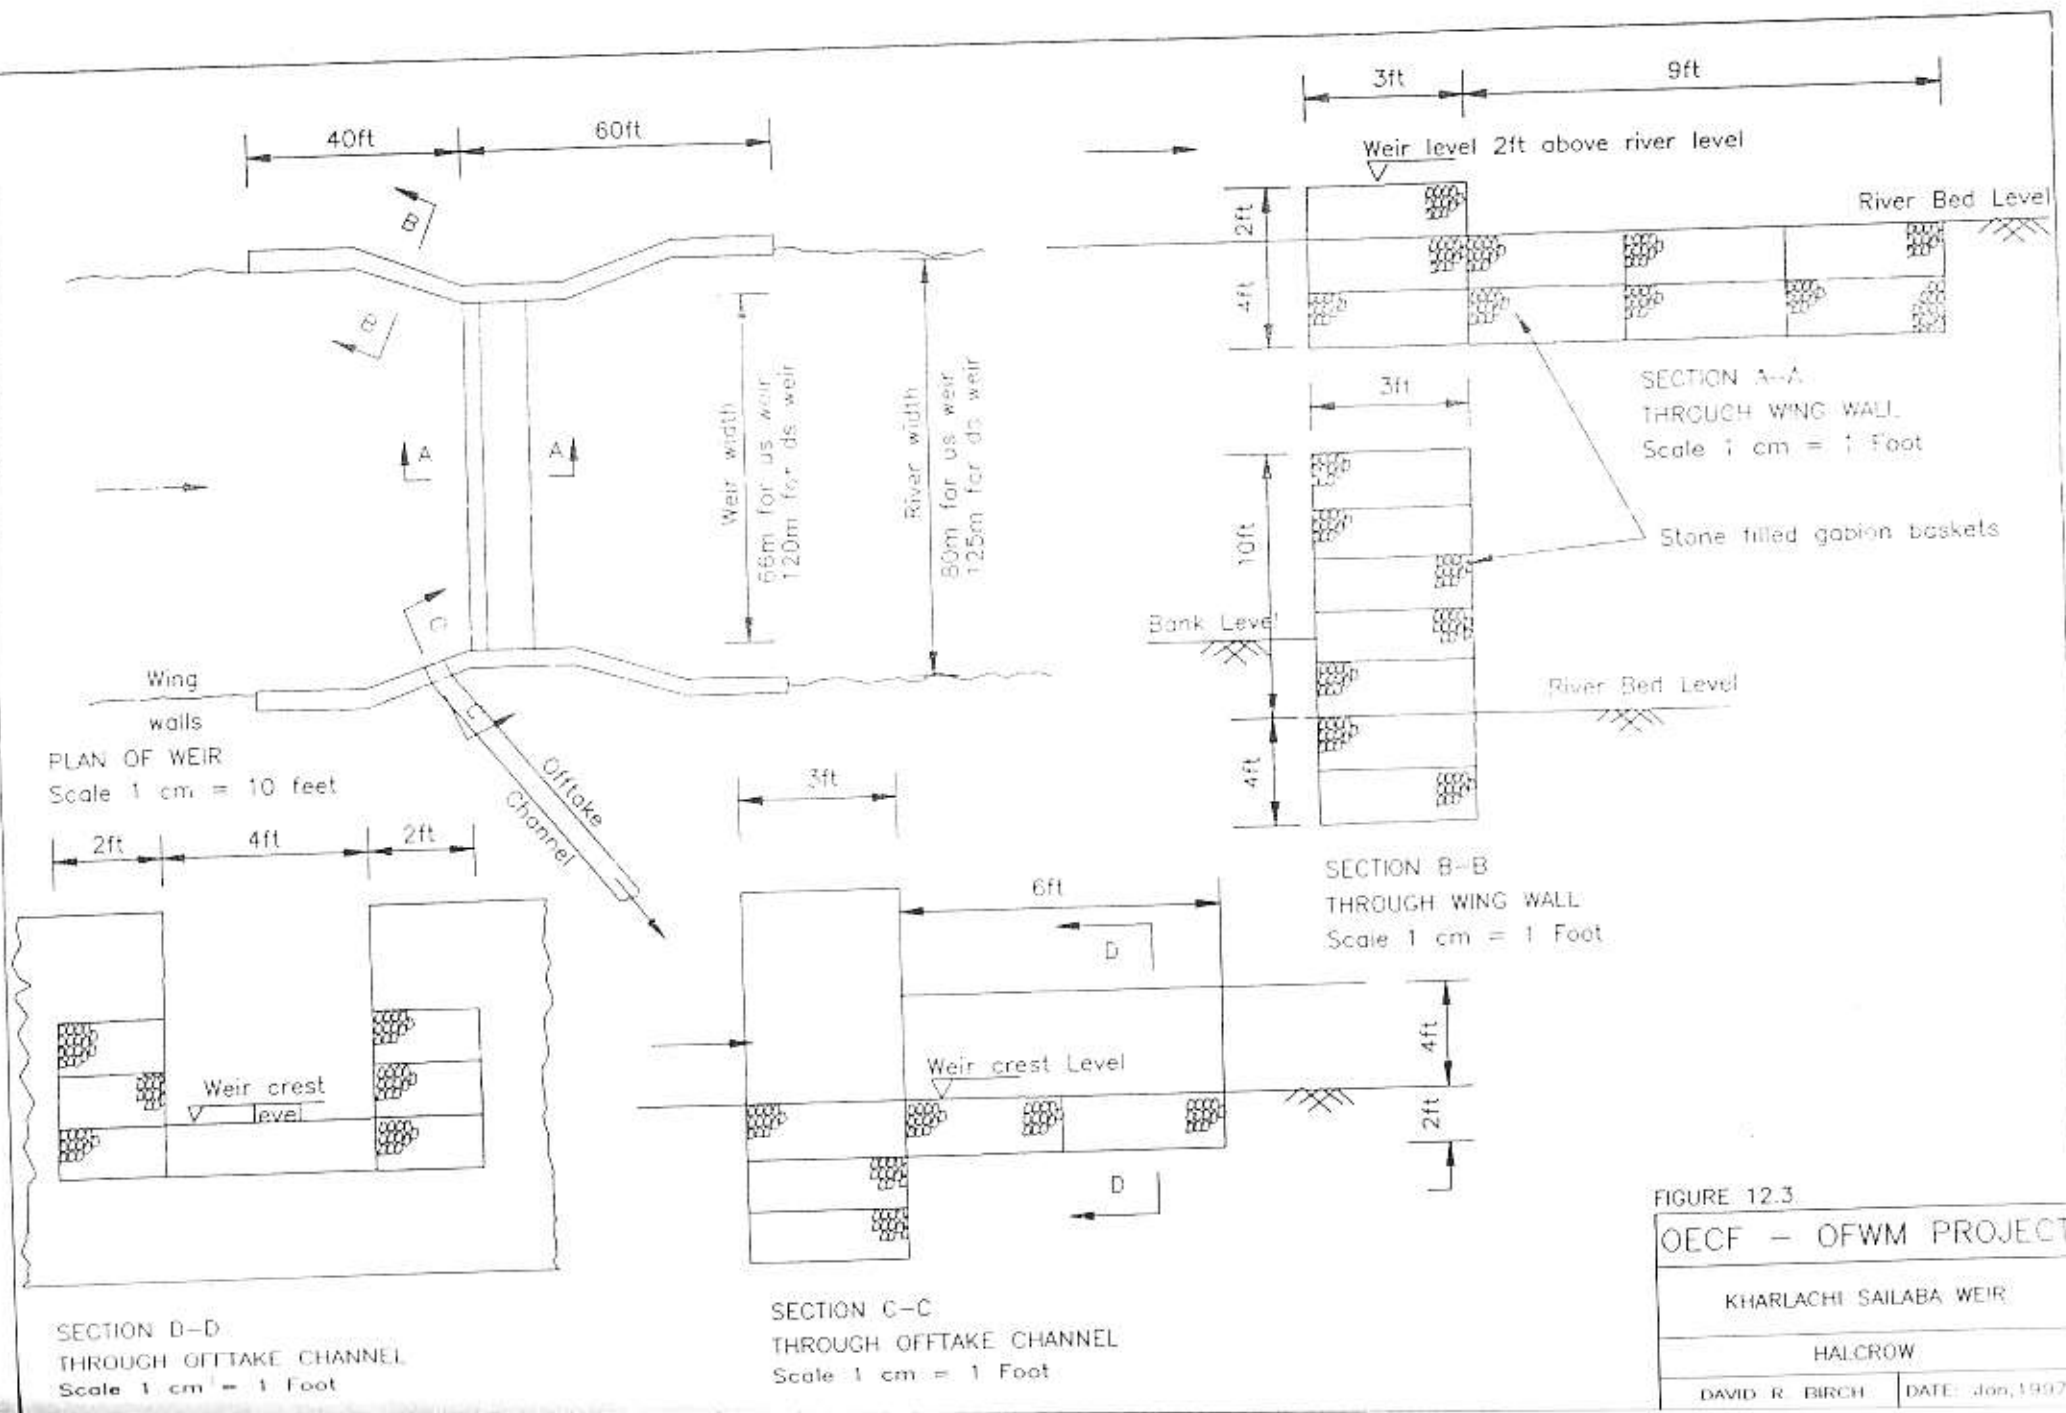 40ft
60ft
B
B
A
A
Weir width
66m for us weir
120m for ds weir
River width
80m for us weir
125m for ds weir
C
C
Wing
walls
Offtake
Channel
PLAN OF WEIR
Scale 1 cm = 10 feet
3ft
9ft
Weir level 2ft above river level
River Bed Level
2ft
4ft
SECTION A-A
THROUGH WING WALL
Scale 1 cm = 1 Foot
3ft
10ft
Stone filled gabion baskets
Bank Level
River Bed Level
4ft
SECTION B-B
THROUGH WING WALL
Scale 1 cm = 1 Foot
2ft
4ft
2ft
Weir crest
level
SECTION D-D
THROUGH OFFTAKE CHANNEL
Scale 1 cm = 1 Foot
3ft
6ft
D
Weir crest Level
4ft
2ft
D
SECTION C-C
THROUGH OFFTAKE CHANNEL
Scale 1 cm = 1 Foot
FIGURE 12.3
OECF - OFWM PROJECT
KHARLACHI SAILABA WEIR
HALCROW
DAVID R. BIRCH
DATE: Jan,1997